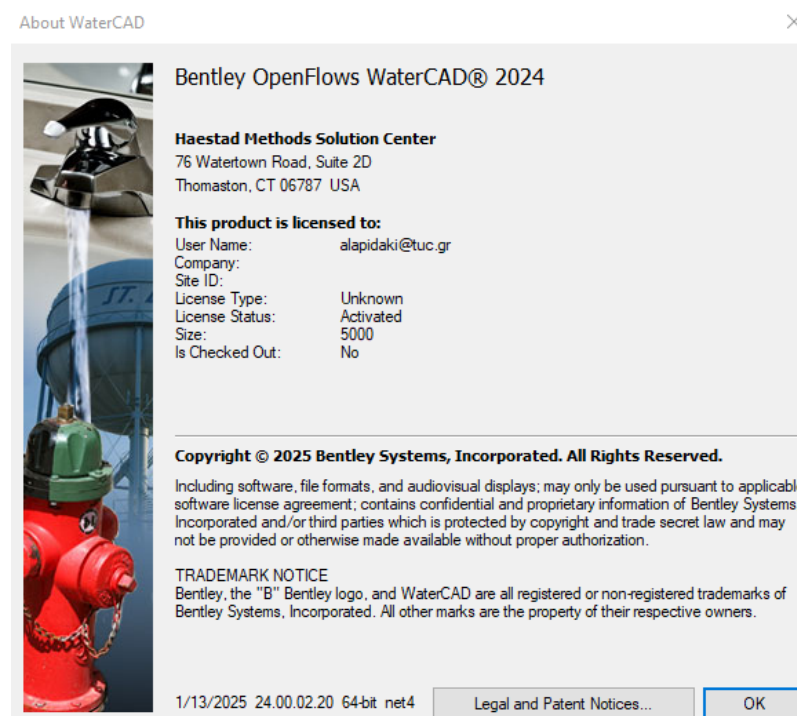 About WaterCAD
Bentley OpenFlows WaterCAD® 2024
Haestad Methods Solution Center
76 Watertown Road, Suite 2D
Thomaston, CT 06787 USA
This product is licensed to:
User Name: alapidaki@tuc.gr
Company:
Site ID:
License Type: Unknown
License Status: Activated
Size: 5000
Is Checked Out: No
ST.
Copyright © 2025 Bentley Systems, Incorporated. All Rights Reserved.
Including software, file formats, and audiovisual displays; may only be used pursuant to applicabl
software license agreement; contains confidential and proprietary information of Bentley Systems
Incorporated and/or third parties which is protected by copyright and trade secret law and may
not be provided or otherwise made available without proper authorization.
TRADEMARK NOTICE
Bentley, the "B" Bentley logo, and WaterCAD are all registered or non-registered trademarks of
Bentley Systems, Incorporated. All other marks are the property of their respective owners.
1/13/2025 24.00.02.20 64-bit net4
Legal and Patent Notices...
OK